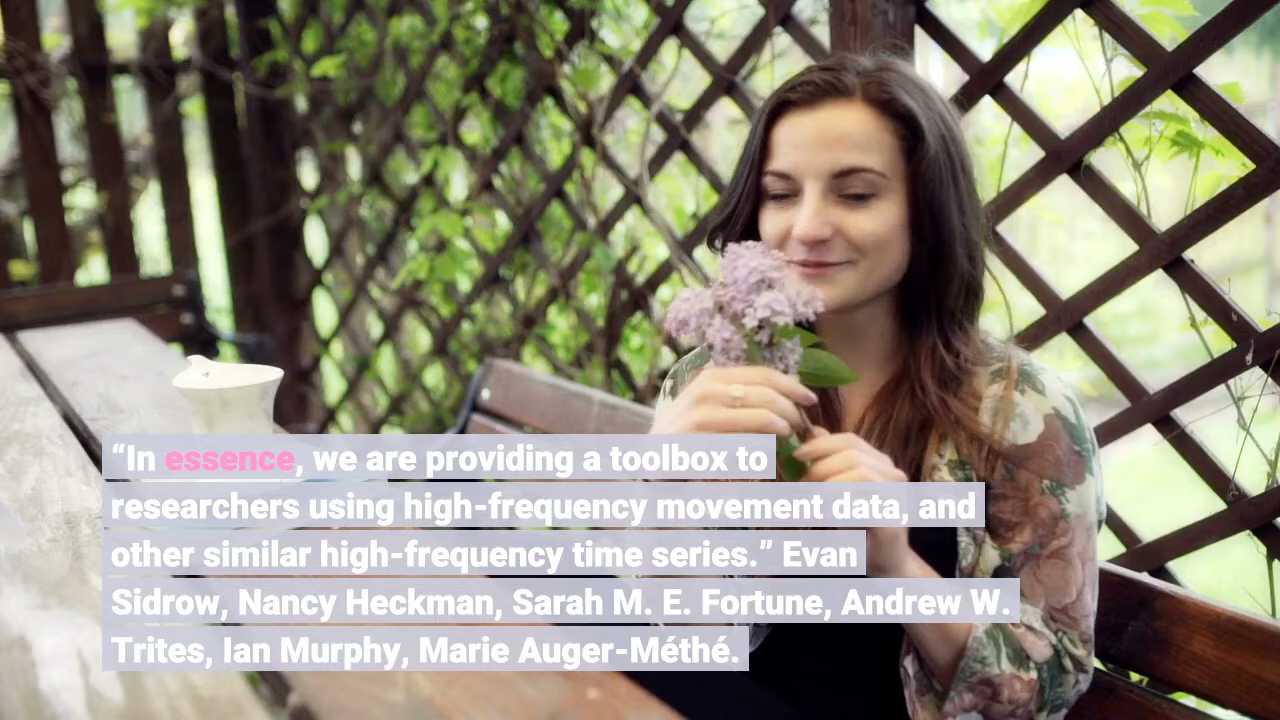 “In essence, we are providing a toolbox to
researchers using high-frequency movement data, and
other similar high-frequency time series.” Evan
Sidrow, Nancy Heckman, Sarah M. E. Fortune, Andrew W.
Trites, Ian Murphy, Marie Auger-Méthé.